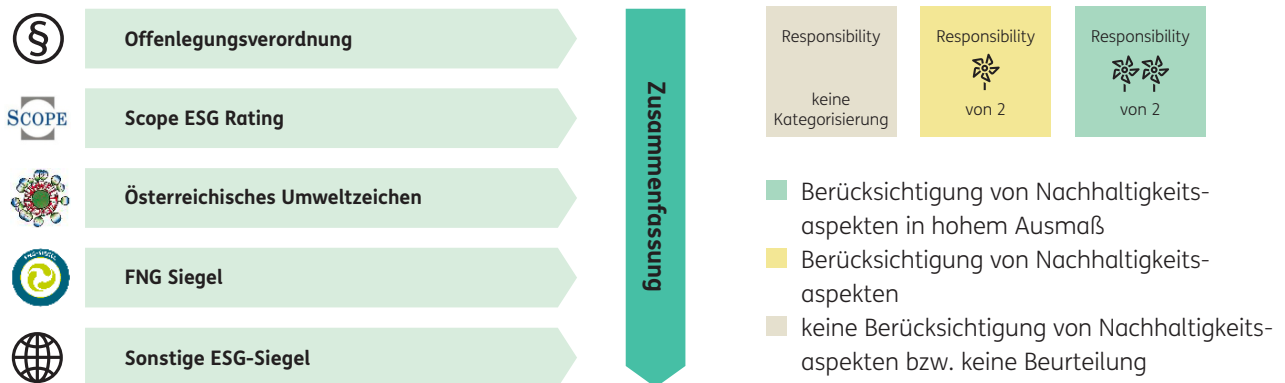 §
Offenlegungsverordnung
SCOPE
Scope ESG Rating
Österreichisches Umweltzeichen
FNG-SIEGEL
FNG Siegel
Sonstige ESG-Siegel
Zusammenfassung
Responsibility
keine
Kategorisierung
Responsibility
von 2
Responsibility
von 2
Berücksichtigung von Nachhaltigkeits-
aspekten in hohem Ausmaß
Berücksichtigung von Nachhaltigkeits-
aspekten
keine Berücksichtigung von Nachhaltigkeits-
aspekten bzw. keine Beurteilung